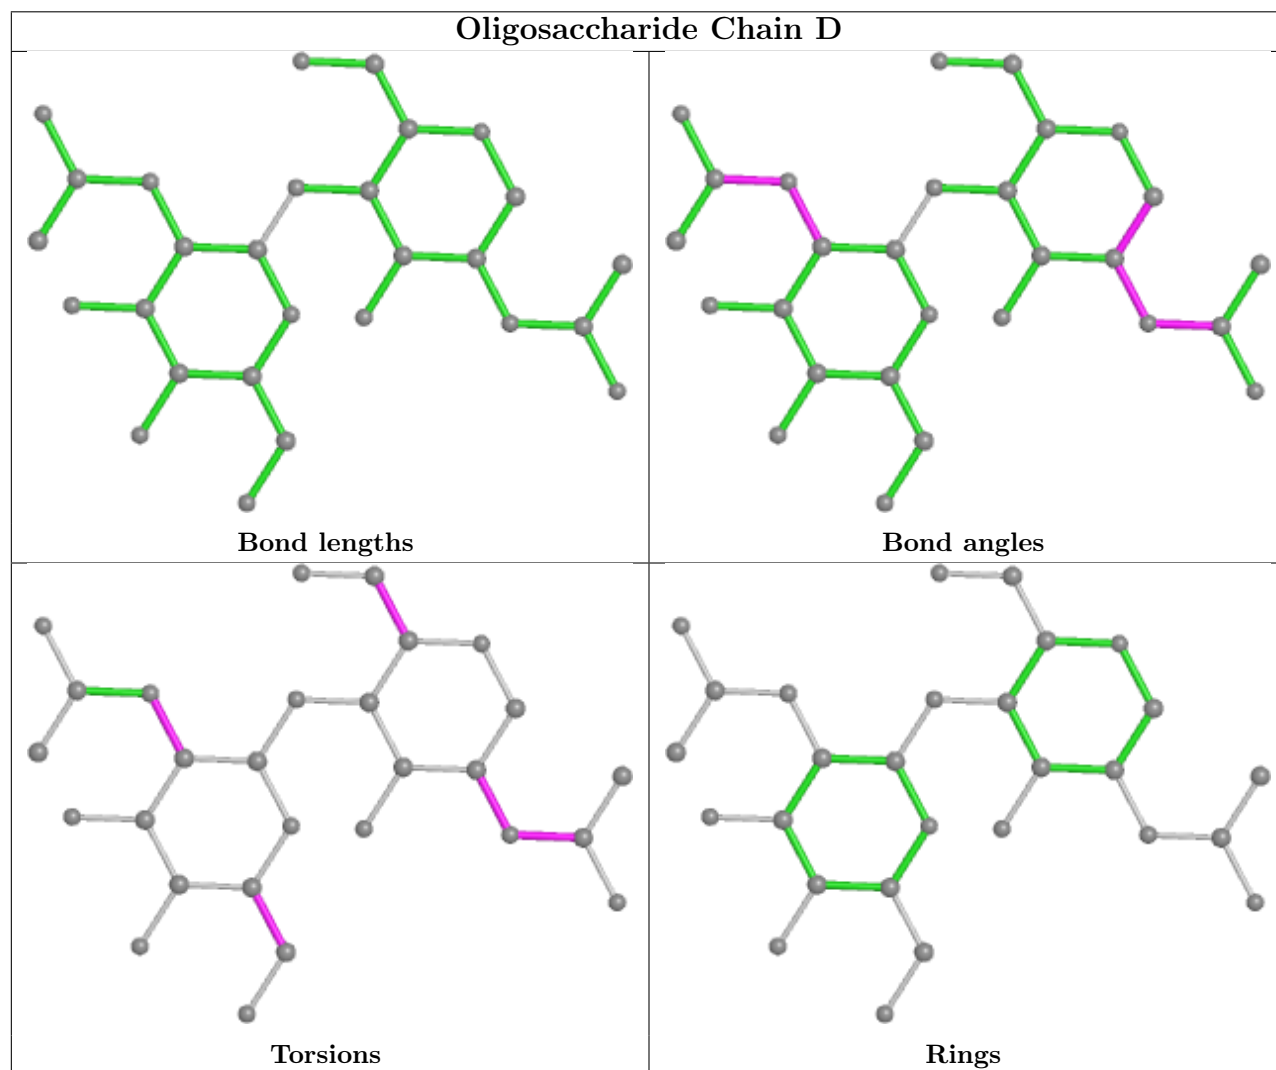 Oligosaccharide Chain D
Bond lengths
Bond angles
Torsions
Rings